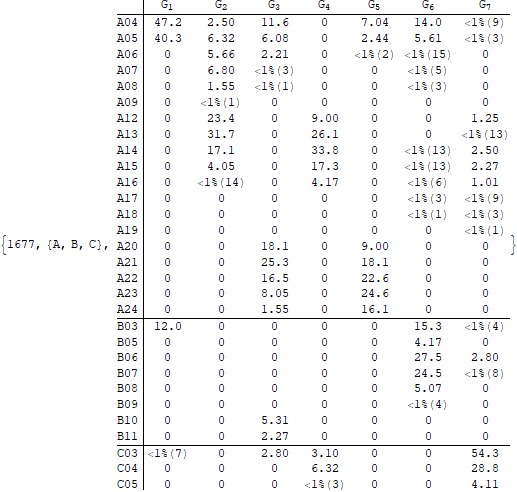 G1 G2 G3 G4 G5 G6 G7
A04 47.2 2.50 11.6 0 7.04 14.0 <1%(9)
A05 40.3 6.32 6.08 0 2.44 5.61 <1%(3)
A06 0 5.66 2.21 0 <1%(2) <1%(15) 0
A07 0 6.80 <1%(3) 0 0 <1%(5) 0
A08 0 1.55 <1%(1) 0 0 <1%(3) 0
A09 0 <1%(1) 0 0 0 0 0
A12 0 23.4 0 9.00 0 0 1.25
A13 0 31.7 0 26.1 0 0 <1%(13)
A14 0 17.1 0 33.8 0 <1%(13) 2.50
A15 0 4.05 0 17.3 0 <1%(13) 2.27
A16 0 <1%(14) 0 4.17 0 <1%(6) 1.01
A17 0 0 0 0 0 <1%(3) <1%(9)
A18 0 0 0 0 0 <1%(1) <1%(3)
A19 0 0 0 0 0 0 <1%(1)
{1677, {A, B, C}, A20 0 0 18.1 0 9.00 0 0 }
A21 0 0 25.3 0 18.1 0 0
A22 0 0 16.5 0 22.6 0 0
A23 0 0 8.05 0 24.6 0 0
A24 0 0 1.55 0 16.1 0 0
B03 12.0 0 0 0 0 15.3 <1%(4)
B05 0 0 0 0 0 4.17 0
B06 0 0 0 0 0 27.5 2.80
B07 0 0 0 0 0 24.5 <1%(8)
B08 0 0 0 0 0 5.07 0
B09 0 0 0 0 0 <1%(4) 0
B10 0 0 5.31 0 0 0 0
B11 0 0 2.27 0 0 0 0
C03 <1%(7) 0 2.80 3.10 0 0 54.3
C04 0 0 0 6.32 0 0 28.8
C05 0 0 0 <1%(3) 0 0 4.11